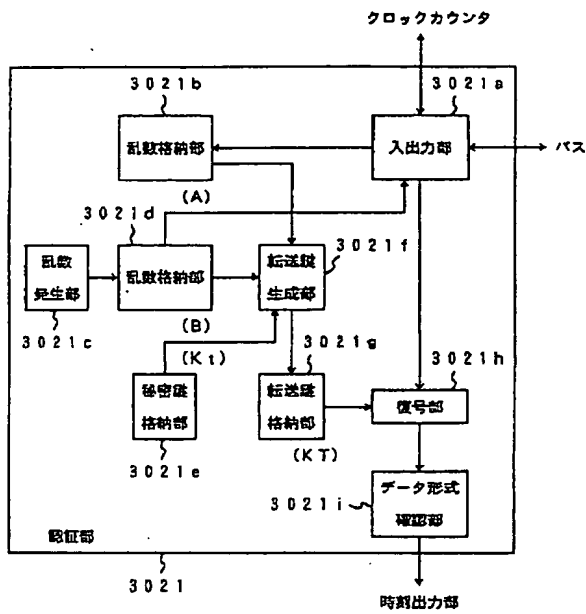 クロックカウンタ
3021b
3021a
乱数格納部
入出力部
バス
(A)
3021d
3021f
乱数
発生部
乱数格納部
転送鍵
生成部
3021c
(B)
(Kt)
3021g
3021h
秘密鍵
格納部
転送鍵
格納部
復号部
3021e
(KT)
3021i
データ形式
確認部
認証部
3021
時刻出力部